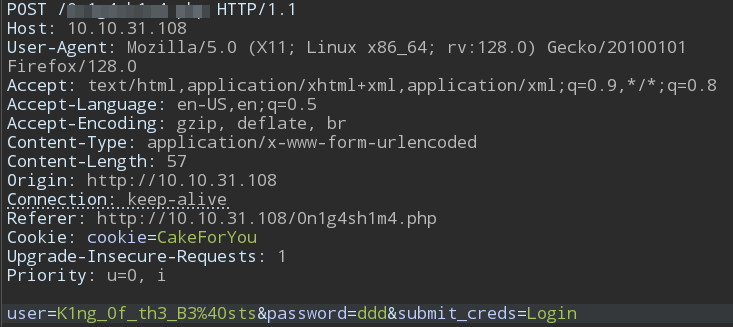 POST / .php HTTP/1.1
Host: 10.10.31.108
User-Agent: Mozilla/5.0 (X11; Linux x86_64; rv:128.0) Gecko/20100101
Firefox/128.0
Accept: text/html,application/xhtml+xml,application/xml;q=0.9,*/*;q=0.8
Accept-Language: en-US,en;q=0.5
Accept-Encoding: gzip, deflate, br
Content-Type: application/x-www-form-urlencoded
Content-Length: 57
Origin: http://10.10.31.108
Connection: keep-alive
Referer: http://10.10.31.108/0n1g4sh1m4.php
Cookie: cookie=CakeForYou
Upgrade-Insecure-Requests: 1
Priority: u=0, i
user=K1ng_0f_th3_B3%40sts&password=ddd&submit_creds=Login